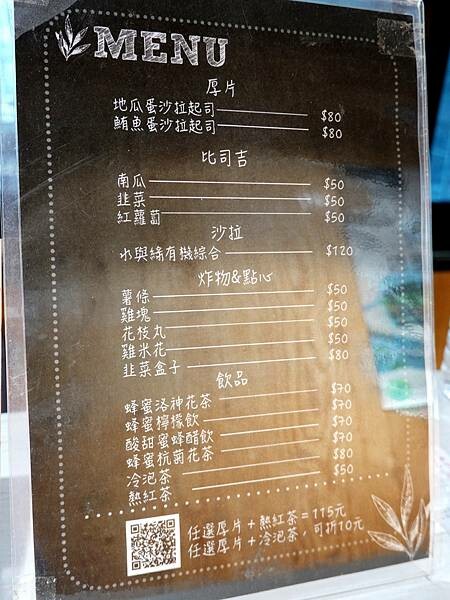 MENU
厚片
地瓜蛋沙拉起司 $80
鮪魚蛋沙拉起司 $80
比司吉
南瓜 $50
韭菜 $50
紅蘿蔔 $50
沙拉
水與綠有機綜合 $120
炸物&點心
薯條 $50
雞塊 $50
花枝丸 $50
雞米花 $50
韭菜盒子 $80
飲品
蜂蜜洛神花茶 $70
蜂蜜檸檬飲 $70
酸甜蜜蜂醋飲 $70
蜂蜜杭菊花茶 $70
冷泡茶 $80
熱紅茶 $50
任選厚片+熱紅茶=115元
任選厚片+冷泡茶,可折10元